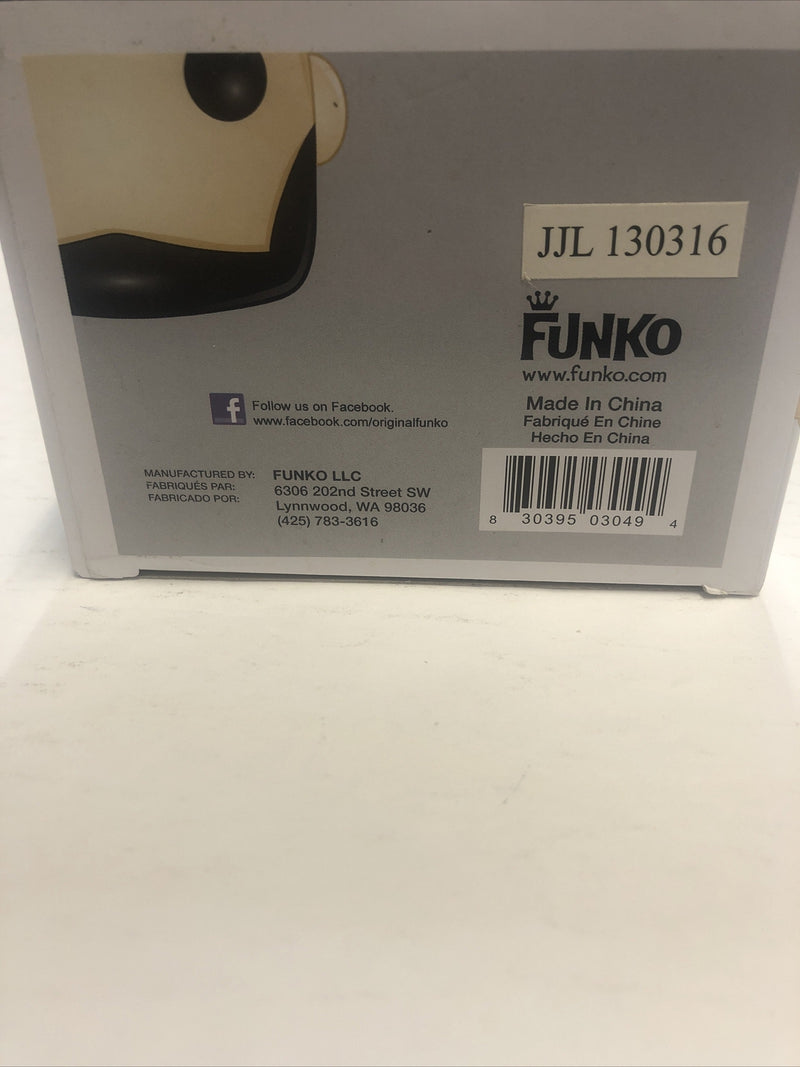 JJL 130316
FUNKO
www.funko.com
Made In China
Fabriqué En Chine
Hecho En China
f Follow us on Facebook.
www.facebook.com/originalfunko
MANUFACTURED BY:
FABRIQUÉS PAR:
FABRICADO POR:
FUNKO LLC
6306 202nd Street SW
Lynnwood, WA 98036
(425) 783-3616
8 30395 03049 4